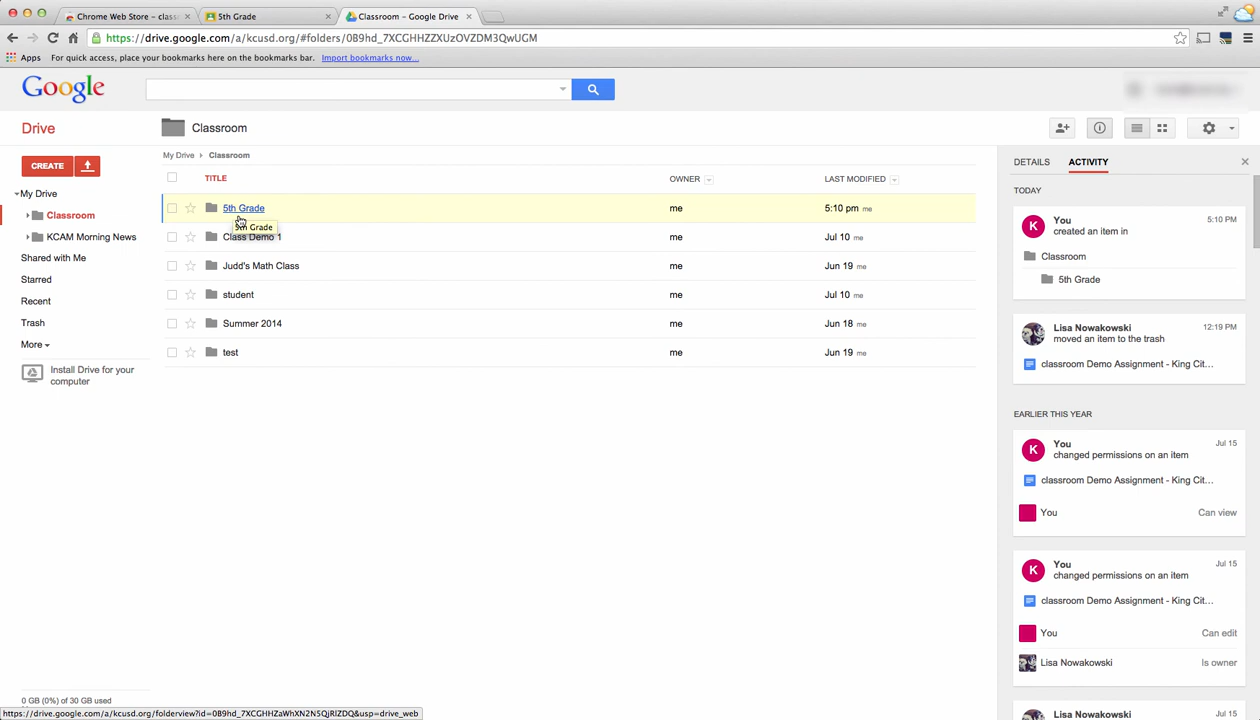 Chrome Web Store – class
5th Grade
Classroom – Google Drive
https://drive.google.com/a/kcusd.org/#folders/0B9hd_7XCGHHZZXUzOVZDM3QwUGM
Apps For quick access, place your bookmarks here on the bookmarks bar. Import bookmarks now...
Google
Drive
Classroom
CREATE
My Drive
Classroom
KCAM Morning News
Shared with Me
Starred
Recent
Trash
More
Install Drive for your
computer
0 GB (0%) of 30 GB used
My Drive Classroom
TITLE OWNER LAST MODIFIED
5th Grade me 5:10 pm me
5th Grade
Class Demo 1 me Jul 10 me
Judd's Math Class me Jun 19 me
student me Jul 10 me
Summer 2014 me Jun 18 me
test me Jun 19 me
DETAILS ACTIVITY
TODAY
K You 5:10 PM
created an item in
Classroom
5th Grade
Lisa Nowakowski 12:19 PM
moved an item to the trash
classroom Demo Assignment - King Cit...
EARLIER THIS YEAR
K You Jul 15
changed permissions on an item
classroom Demo Assignment - King Cit...
You Can view
K You Jul 15
changed permissions on an item
classroom Demo Assignment - King Cit...
You Can edit
Lisa Nowakowski Is owner
Lisa Nowakowski Jul 15
https://drive.google.com/a/kcusd.org/folderview?id=0B9hd_7XCGHHZaWhXN2N5QjRIZDQ&usp=drive_web